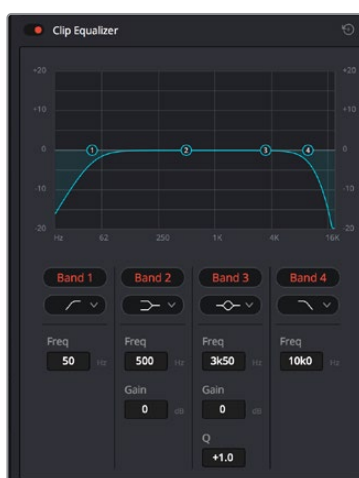 Clip Equalizer
+20 +20
+10 +10
0 1 2 3 4 0
-10 -10
-20 -20
Hz 62 250 1K 4K 16K
Band 1 Band 2 Band 3 Band 4
Freq Freq Freq Freq
50 Hz 500 Hz 3k50 Hz 10k0 Hz
Gain Gain
0 dB 0 dB
Q
+1.0